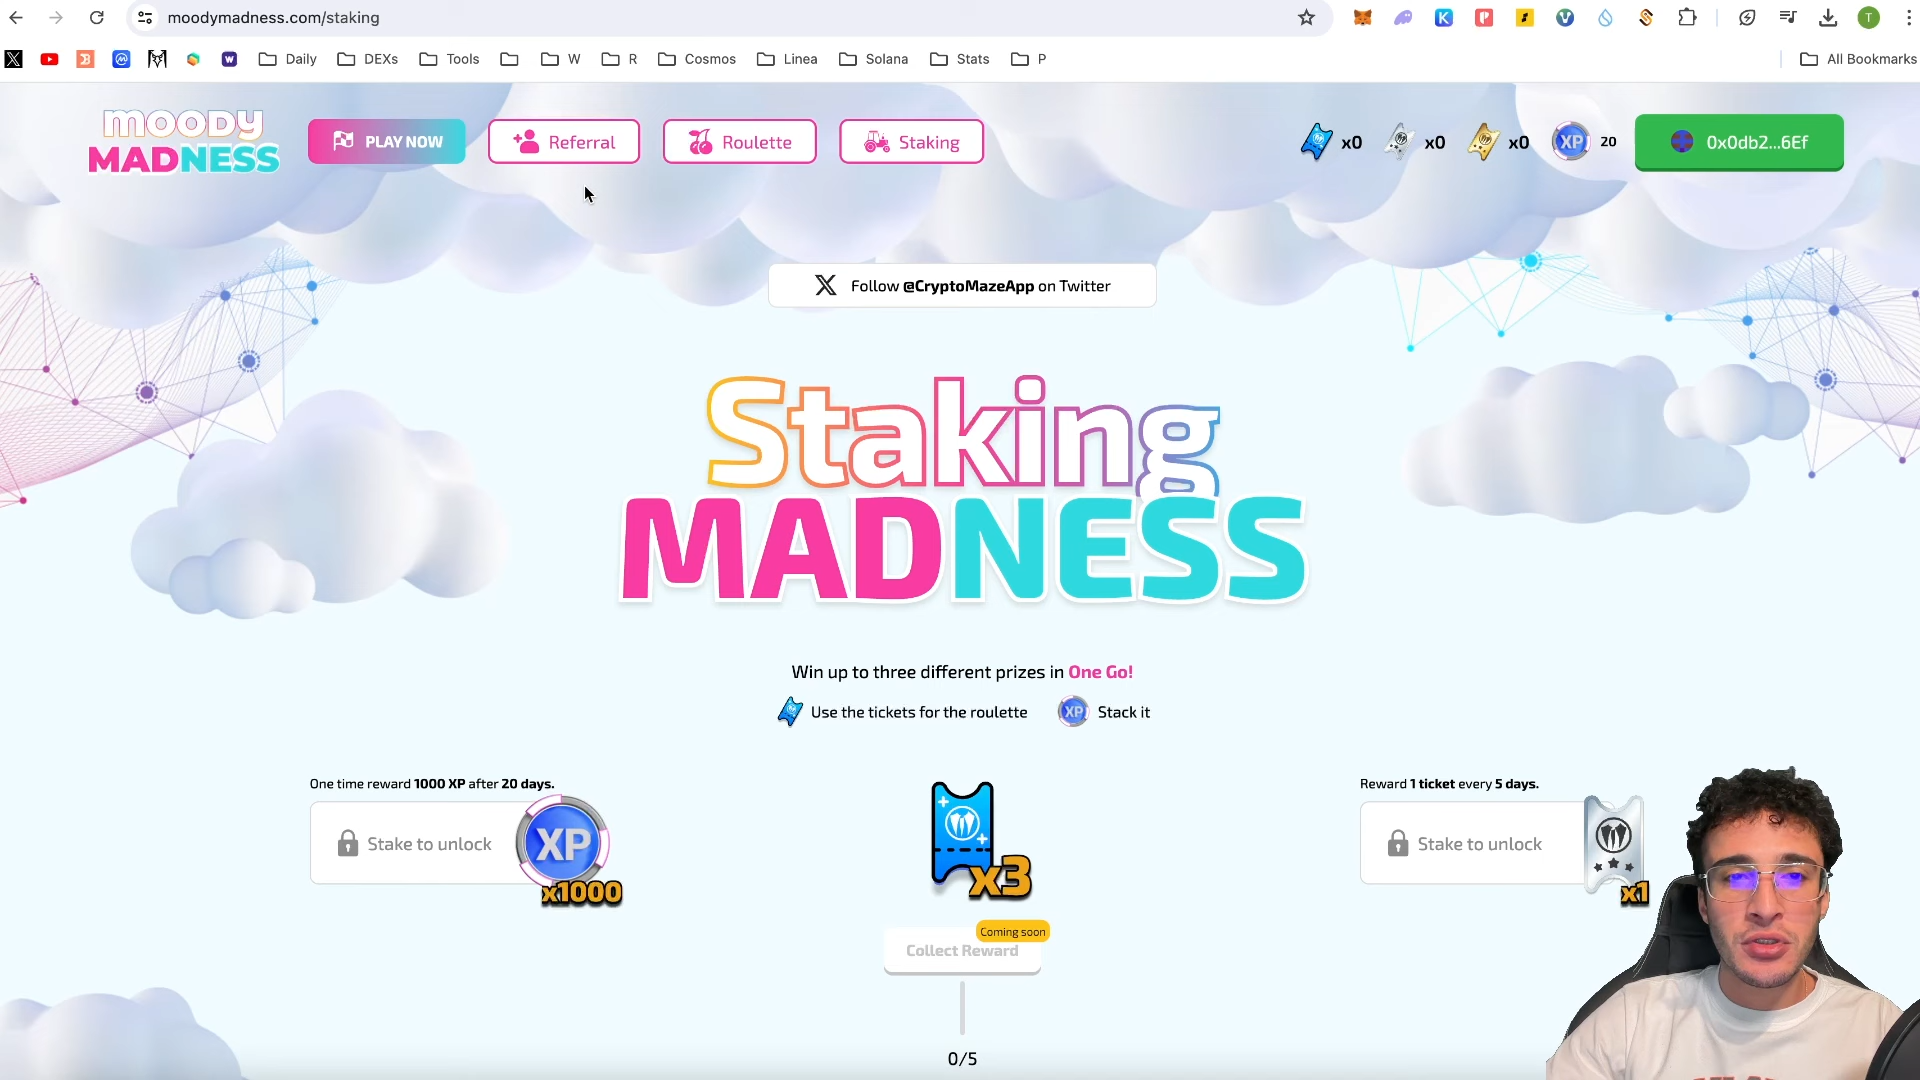 moodymadness.com/staking
T
Daily
DEXs
Tools
W
R
Cosmos
Linea
Solana
Stats
P
All Bookmarks
moody
MADNESS
PLAY NOW
Referral
Roulette
Staking
x0
x0
x0
XP
20
0x0db2...6Ef
Follow @CryptoMazeApp on Twitter
Staking
MADNESS
Win up to three different prizes in One Go!
Use the tickets for the roulette
XP
Stack it
One time reward 1000 XP after 20 days.
Stake to unlock
XP
x1000
x3
Coming soon
Collect Reward
0/5
Reward 1 ticket every 5 days.
Stake to unlock
x1